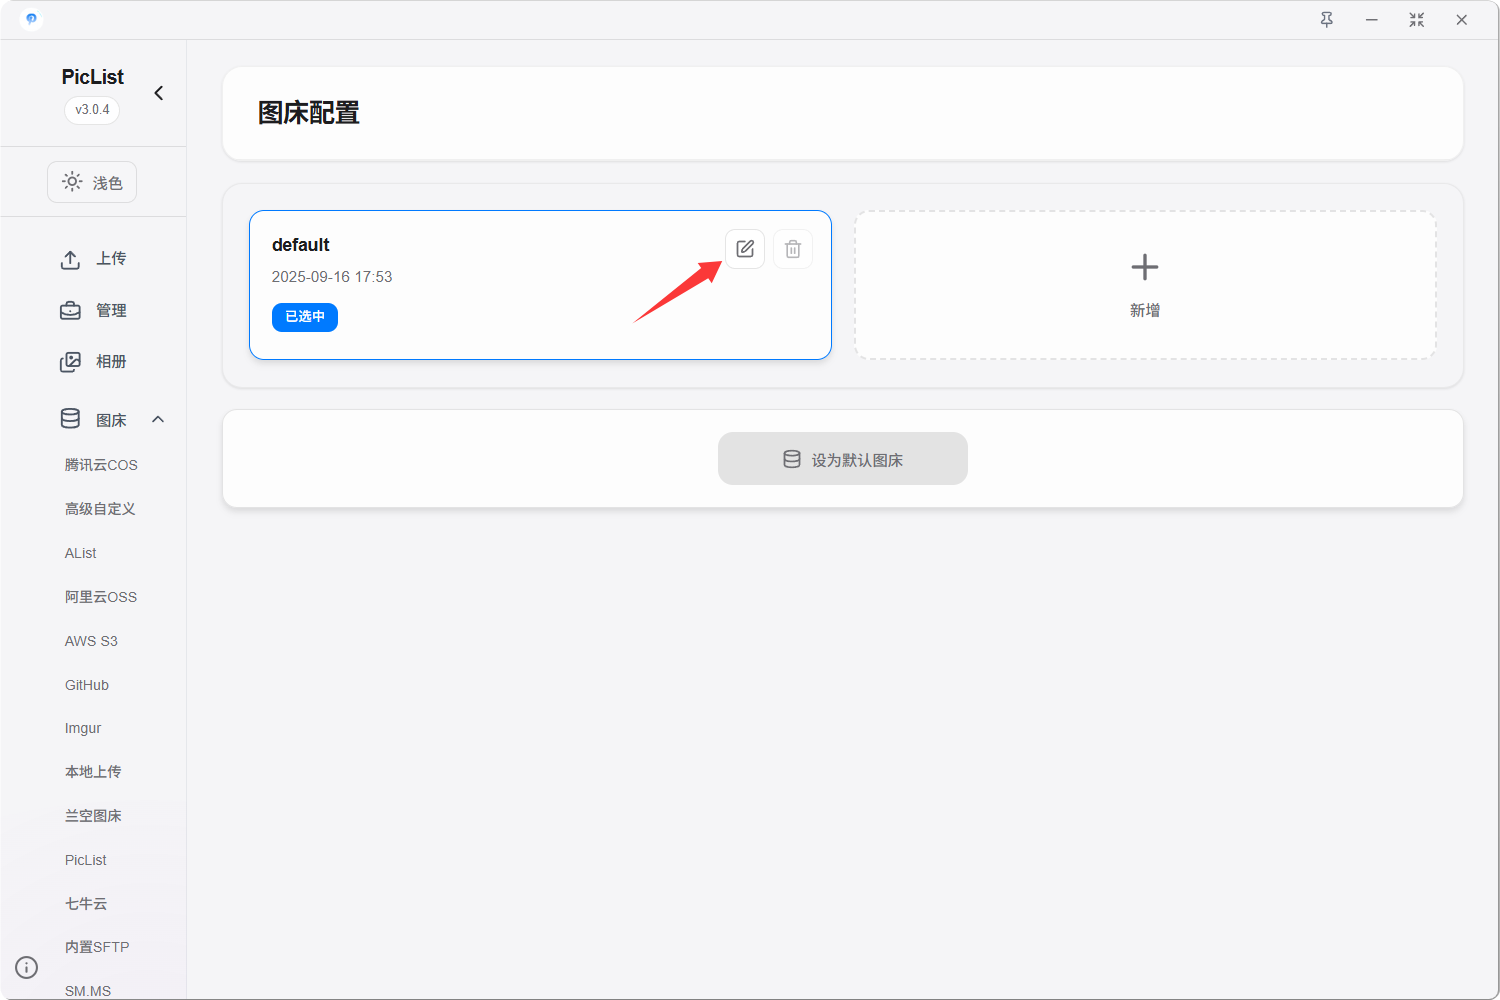 PicList
v3.0.4
浅色
上传
管理
相册
图床
腾讯云COS
高级自定义
AList
阿里云OSS
AWS S3
GitHub
Imgur
本地上传
兰空图床
PicList
七牛云
内置SFTP
SM.MS
图床配置
default
2025-09-16 17:53
已选中
新增
设为默认图床